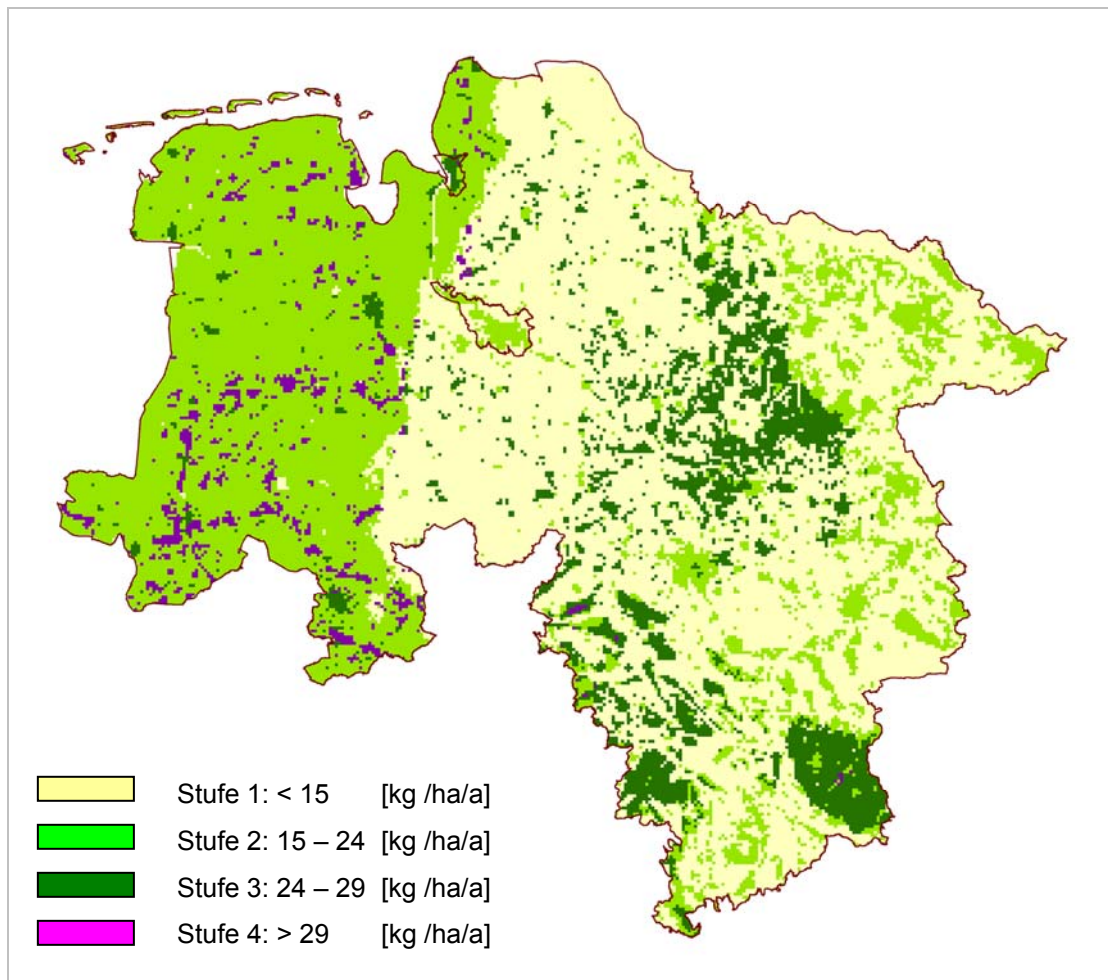 Stufe 1: < 15 [kg /ha/a]
Stufe 2: 15 – 24 [kg /ha/a]
Stufe 3: 24 – 29 [kg /ha/a]
Stufe 4: > 29 [kg /ha/a]